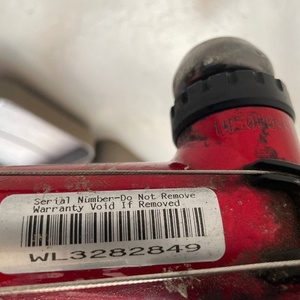 Serial Number-Do Not Remove
Warranty Void If Removed
WL3282849